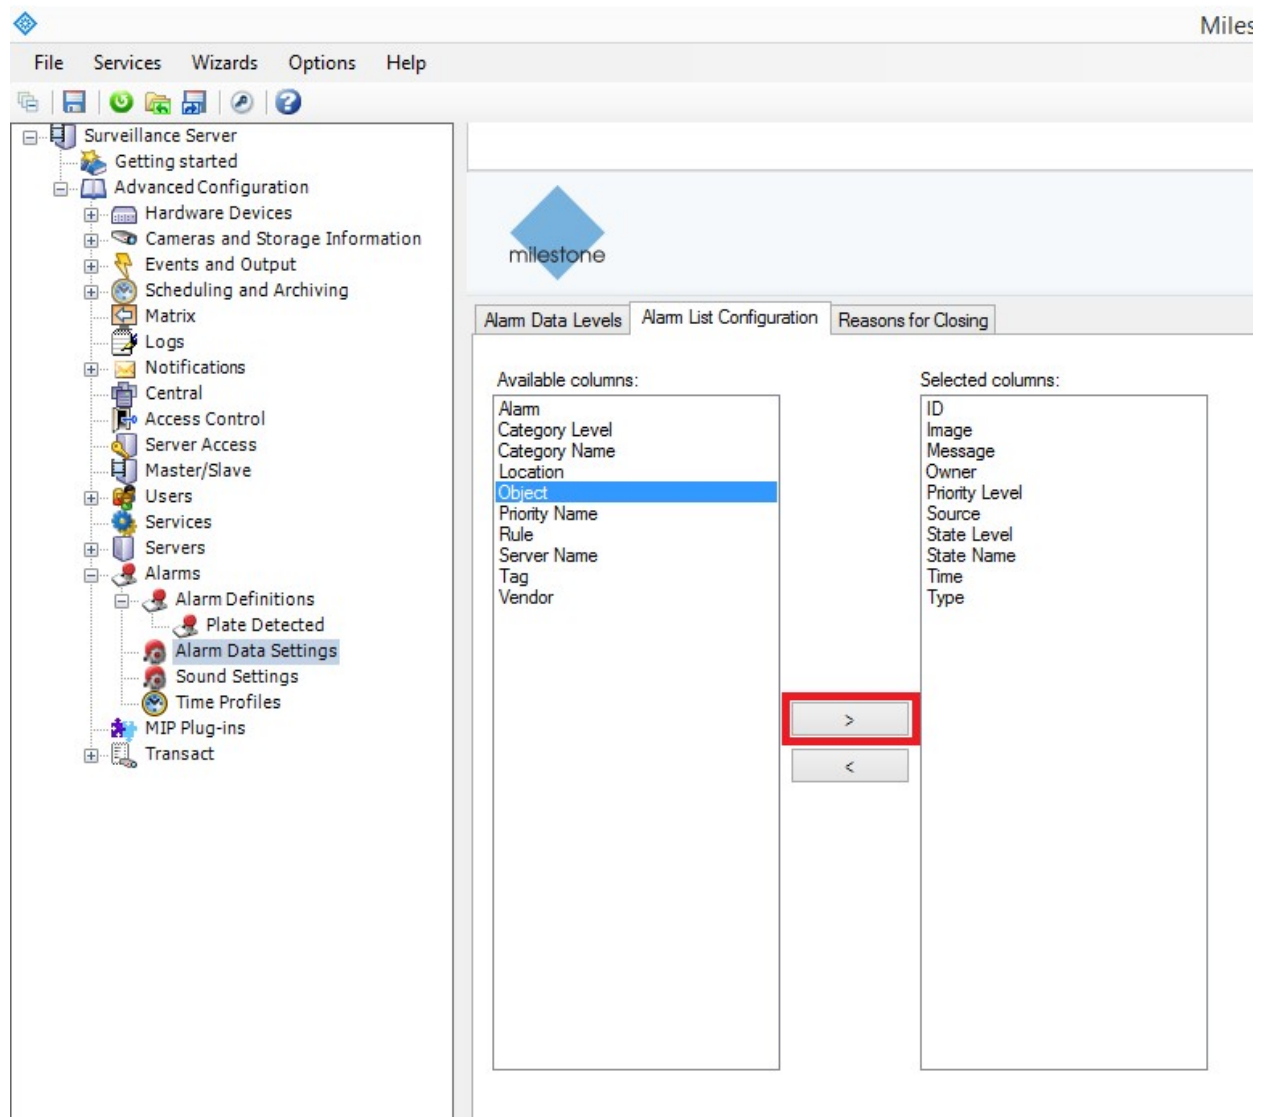 Miles
File Services Wizards Options Help
Surveillance Server
Getting started
Advanced Configuration
Hardware Devices
Cameras and Storage Information
Events and Output
Scheduling and Archiving
Matrix
Logs
Notifications
Central
Access Control
Server Access
Master/Slave
Users
Services
Servers
Alarms
Alarm Definitions
Plate Detected
Alarm Data Settings
Sound Settings
Time Profiles
MIP Plug-ins
Transact
milestone
Alarm Data Levels Alarm List Configuration Reasons for Closing
Available columns:
Alarm
Category Level
Category Name
Location
Object
Priority Name
Rule
Server Name
Tag
Vendor
>
<
Selected columns:
ID
Image
Message
Owner
Priority Level
Source
State Level
State Name
Time
Type